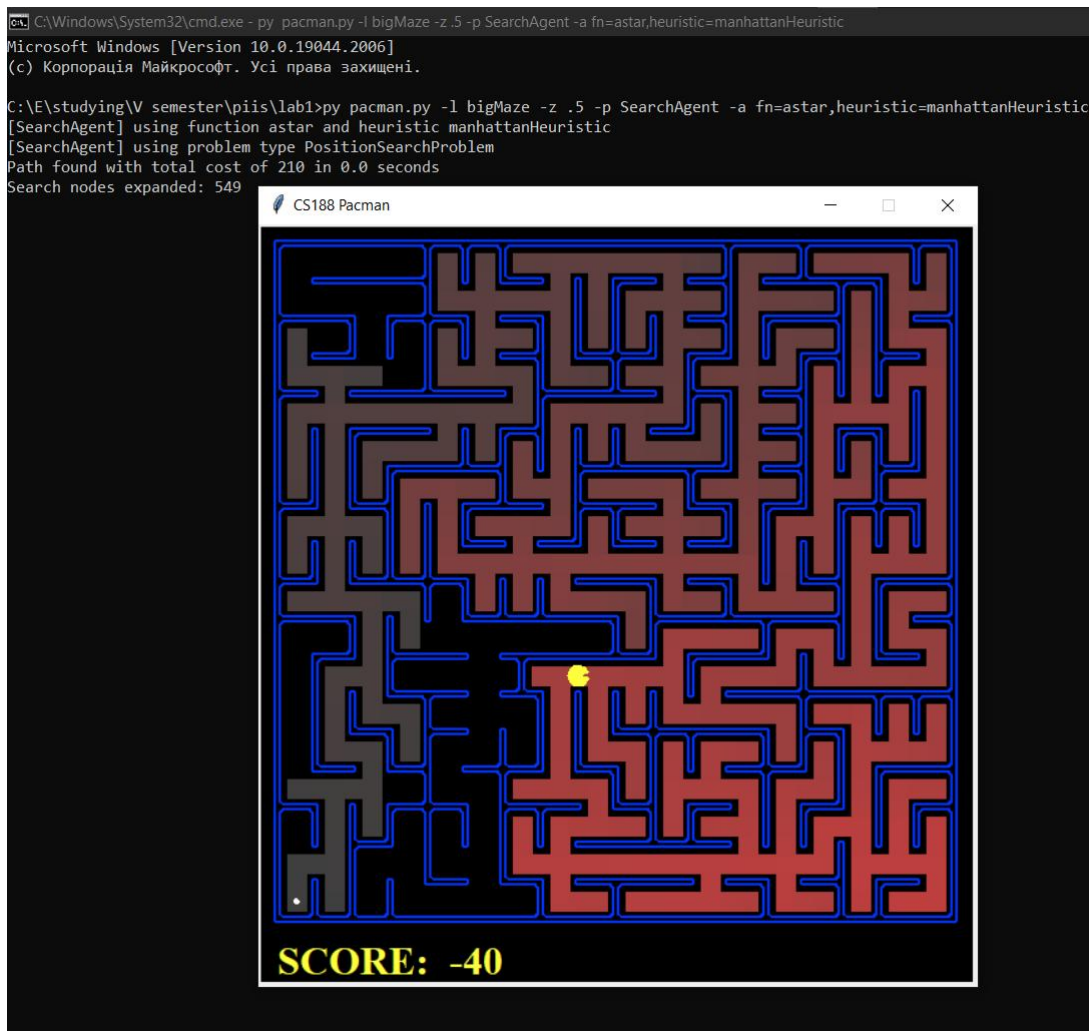 C:\Windows\System32\cmd.exe - py pacman.py -l bigMaze -z .5 -p SearchAgent -a fn=astar,heuristic=manhattanHeuristic
Microsoft Windows [Version 10.0.19044.2006]
(c) Корпорація Майкрософт. Усі права захищені.
C:\E\studying\V semester\piis\lab1>py pacman.py -l bigMaze -z .5 -p SearchAgent -a fn=astar,heuristic=manhattanHeuristic
[SearchAgent] using function astar and heuristic manhattanHeuristic
[SearchAgent] using problem type PositionSearchProblem
Path found with total cost of 210 in 0.0 seconds
Search nodes expanded: 549
CS188 Pacman
SCORE: -40